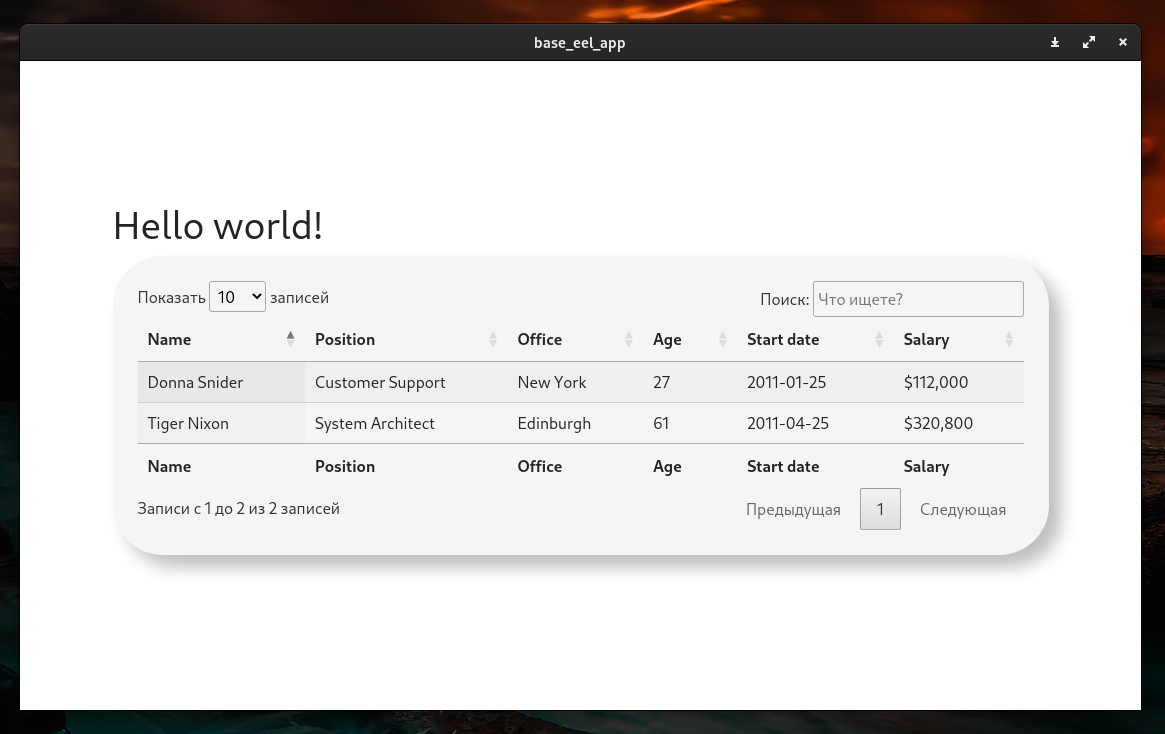 base_eel_app
Hello world!
Показать 10 записей Поиск: Что ищете?
Name Position Office Age Start date Salary
Donna Snider Customer Support New York 27 2011-01-25 $112,000
Tiger Nixon System Architect Edinburgh 61 2011-04-25 $320,800
Name Position Office Age Start date Salary
Записи с 1 до 2 из 2 записей Предыдущая 1 Следующая